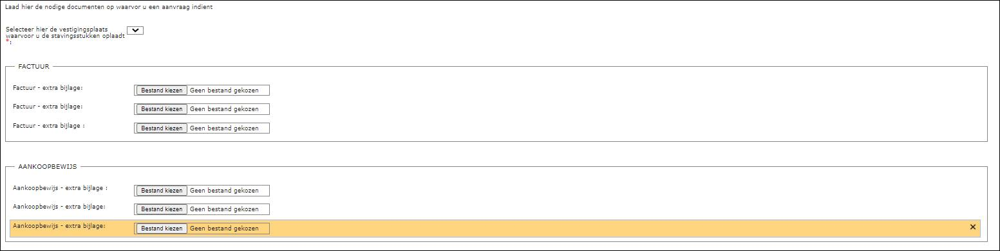 Laad hier de nodige documenten op waarvor u een aanvraag indient
Selecteer hier de vestigingsplaats
waarvoor u de stavingsstukken oplaadt
*:
FACTUUR
Factuur - extra bijlage: Bestand kiezen Geen bestand gekozen
Factuur - extra bijlage: Bestand kiezen Geen bestand gekozen
Factuur - extra bijlage : Bestand kiezen Geen bestand gekozen
AANKOOPBEWIJS
Aankoopbewijs - extra bijlage : Bestand kiezen Geen bestand gekozen
Aankoopbewijs - extra bijlage: Bestand kiezen Geen bestand gekozen
Aankoopbewijs - extra bijlage: Bestand kiezen Geen bestand gekozen